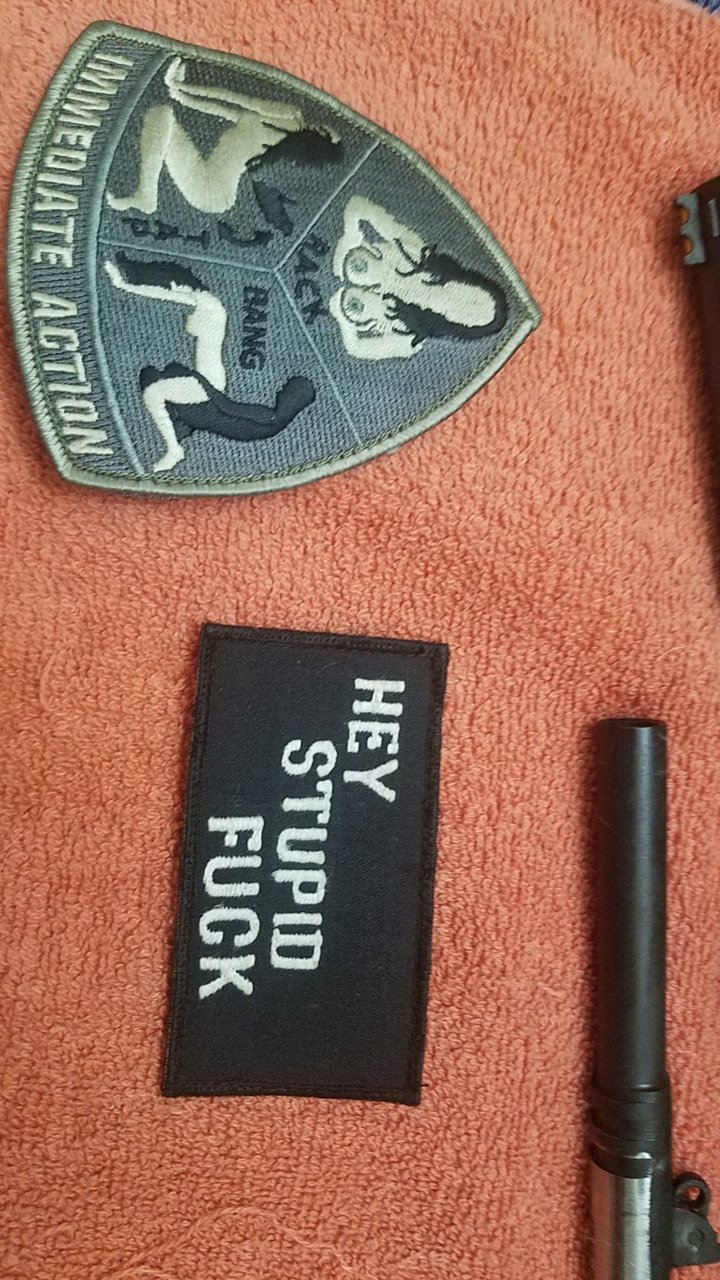 RACK
TAP
BANG
IMMEDIATE ACTION
HEY
STUPID
FUCK